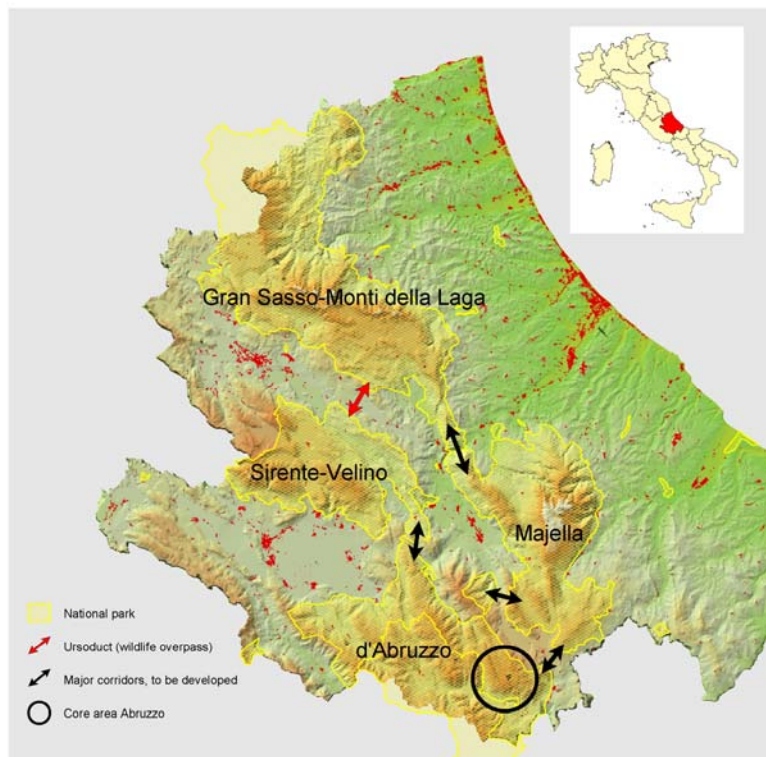 Gran Sasso-Monti della Laga
Sirente-Velino
Majella
d'Abruzzo
National park
Ursoduct (wildlife overpass)
Major corridors, to be developed
Core area Abruzzo